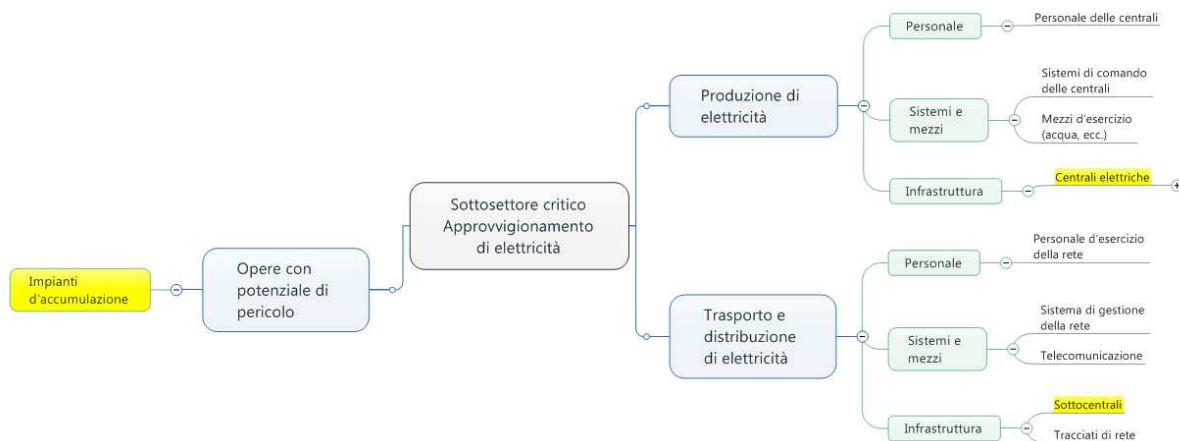 Sottosettore critico
Approvvigionamento
di elettricità
Produzione di
elettricità
Personale
Personale delle centrali
Sistemi e
mezzi
Sistemi di comando
delle centrali
Mezzi d'esercizio
(acqua, ecc.)
Infrastruttura
Centrali elettriche
Trasporto e
distribuzione
di elettricità
Personale
Personale d'esercizio
della rete
Sistemi e
mezzi
Sistema di gestione
della rete
Telecomunicazione
Infrastruttura
Sottocentrali
Tracciati di rete
Opere con
potenziale di
pericolo
Impianti
d'accumulazione